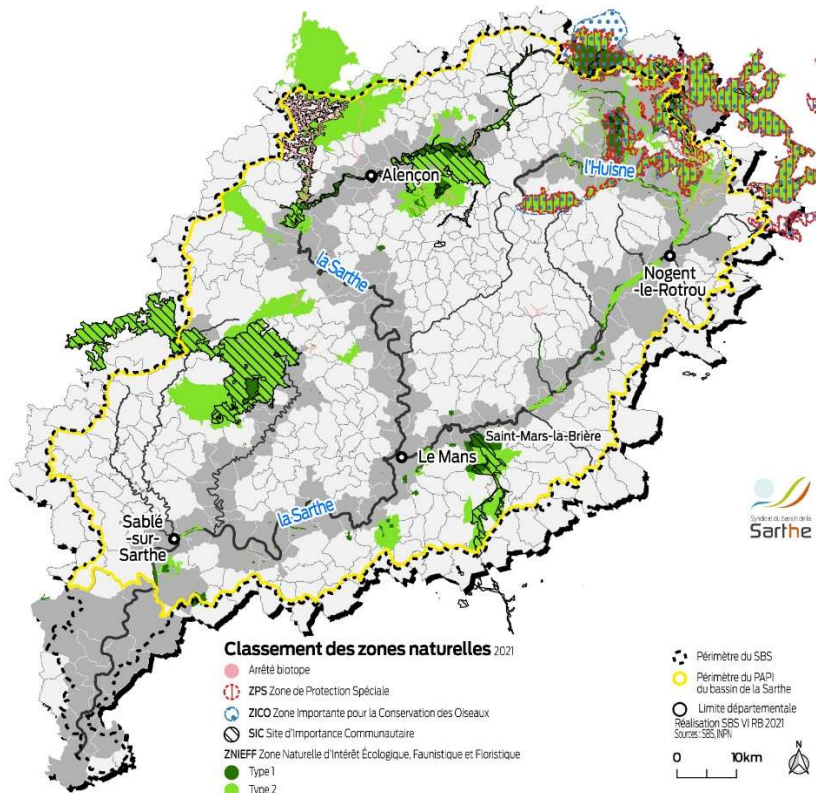 Alençon
l'Huisne
la Sarthe
Nogent
-le-Rotrou
Saint-Mars-la-Brière
Le Mans
la Sarthe
Sablé
-sur-
Sarthe
Syndicat du bassin de la
Sarthe
Classement des zones naturelles 2021
Arrêté biotope
ZPS Zone de Protection Spéciale
ZICO Zone Importante pour la Conservation des Oiseaux
SIC Site d'Importance Communautaire
ZNIEFF Zone Naturelle d'Intérêt Écologique, Faunistique et Floristique
Type 1
Type 2
Périmètre du SBS
Périmètre du PAPI
du bassin de la Sarthe
Limite départementale
Réalisation SBS VI RB 2021
Sources : SBS, INPN
0 10km
N